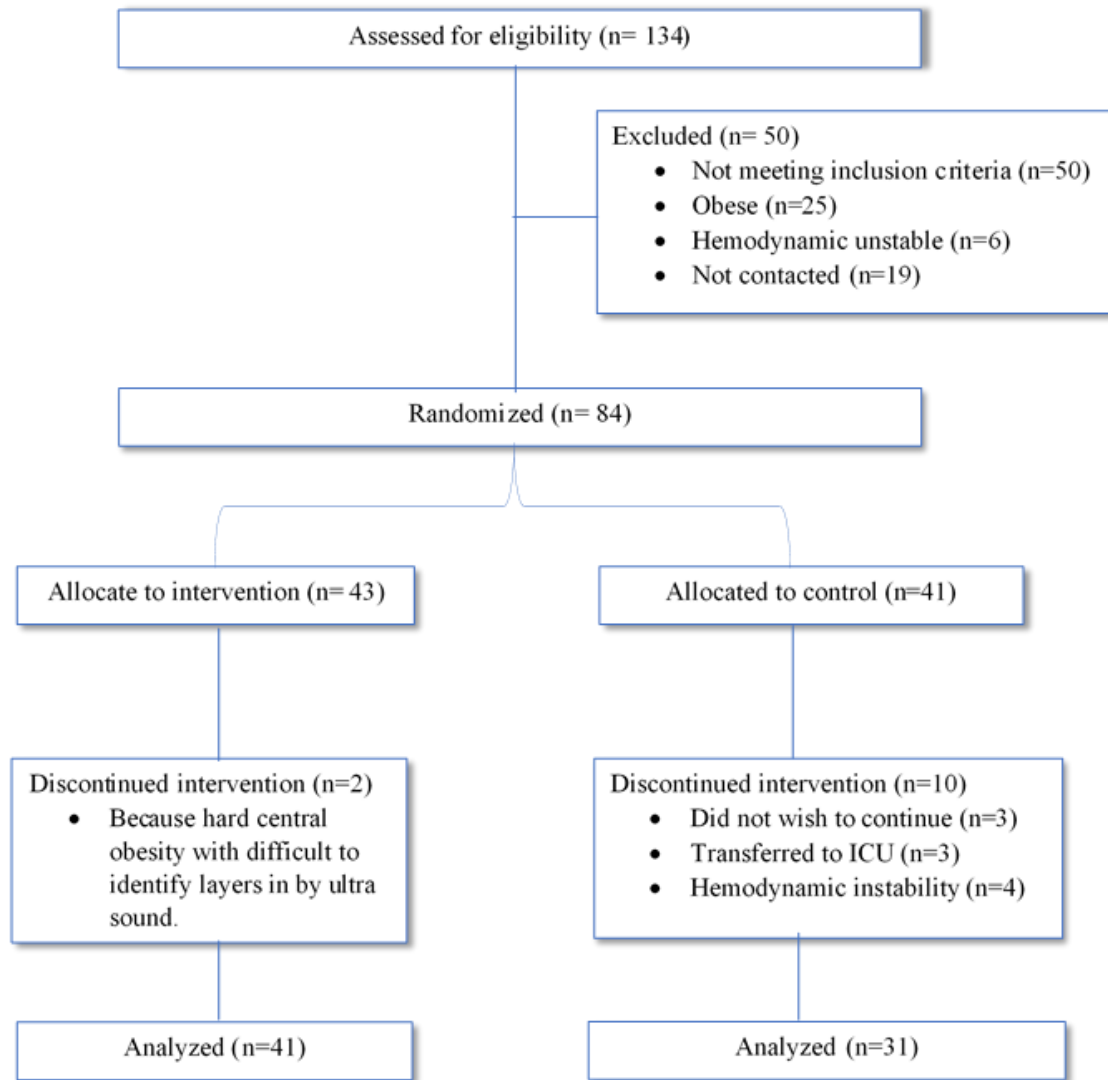 Assessed for eligibility (n= 134)
Excluded (n= 50)
• Not meeting inclusion criteria (n=50)
• Obese (n=25)
• Hemodynamic unstable (n=6)
• Not contacted (n=19)
Randomized (n= 84)
Allocate to intervention (n= 43)
Allocated to control (n=41)
Discontinued intervention (n=2)
• Because hard central
obesity with difficult to
identify layers in by ultra
sound.
Discontinued intervention (n=10)
• Did not wish to continue (n=3)
• Transferred to ICU (n=3)
• Hemodynamic instability (n=4)
Analyzed (n=41)
Analyzed (n=31)